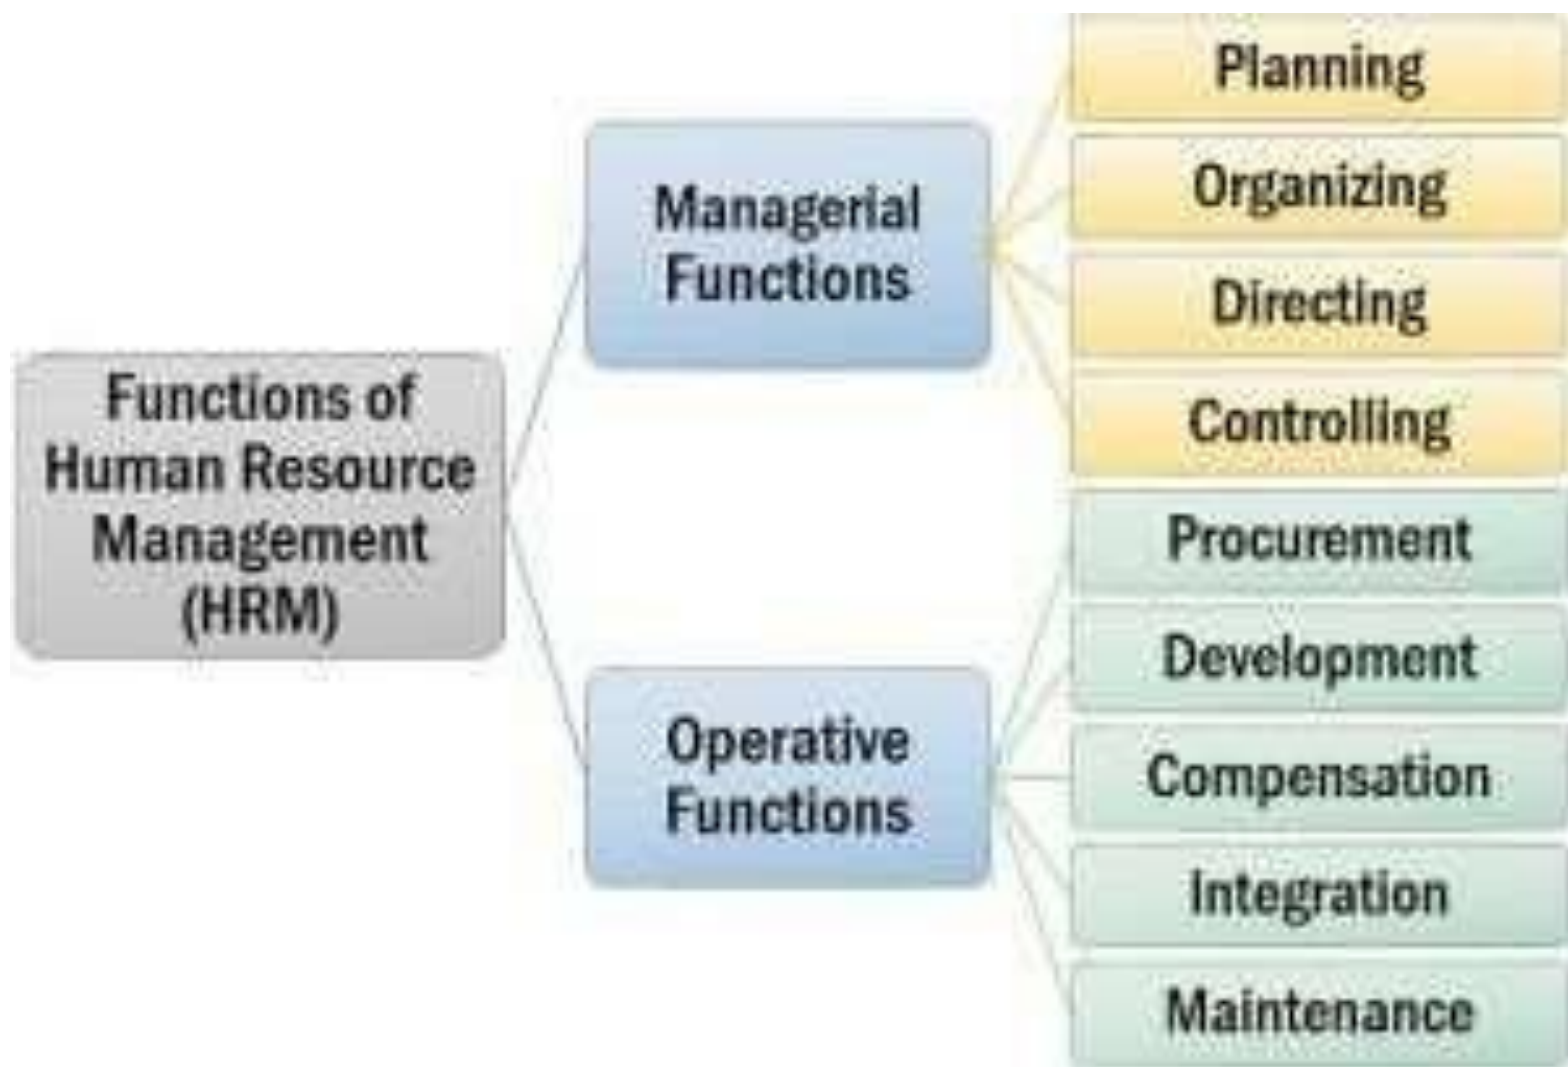 Functions of
Human Resource
Management
(HRM)
Managerial
Functions
Operative
Functions
Planning
Organizing
Directing
Controlling
Procurement
Development
Compensation
Integration
Maintenance